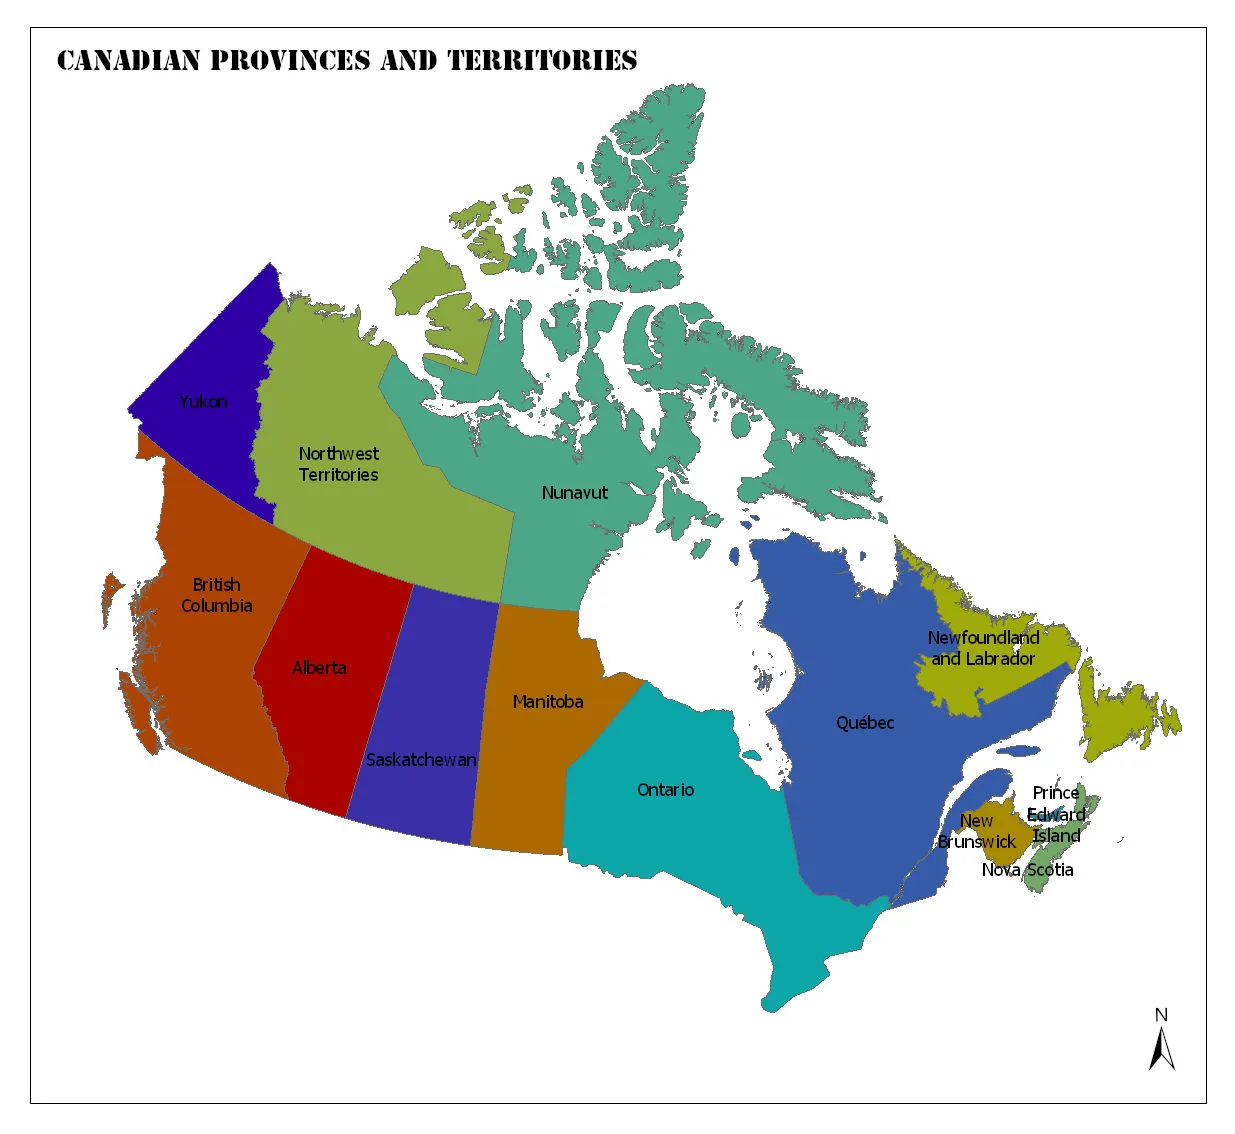 CANADIAN PROVINCES AND TERRITORIES
Yukon
Northwest
Territories
Nunavut
British
Columbia
Alberta
Saskatchewan
Manitoba
Ontario
Québec
Newfoundland
and Labrador
Prince
Edward
Island
New
Brunswick
Nova Scotia
N